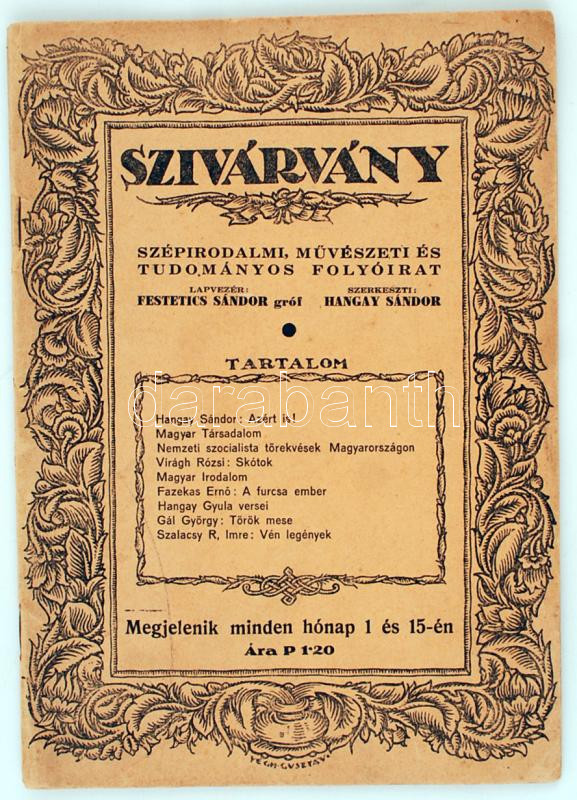 SZIVÁRVÁNY
SZÉPIRODALMI, MŰVÉSZETI ÉS
TUDOMÁNYOS FOLYÓIRAT
LAPVEZÉR: SZERKESZTI:
FESTETICS SÁNDOR gróf HANGAY SÁNDOR
TARTALOM
Hangay Sándor: Azért is!
Magyar Társadalom
Nemzeti szocialista törekvések Magyarországon
Virágh Rózsi: Skótok
Magyar Irodalom
Fazekas Ernő: A furcsa ember
Hangay Gyula versei
Gál György: Török mese
Szalacsy R, Imre: Vén legények
darabanth
Megjelenik minden hónap 1 és 15-én
Ára P 1·20
VÉGH·GUSZTÁV·